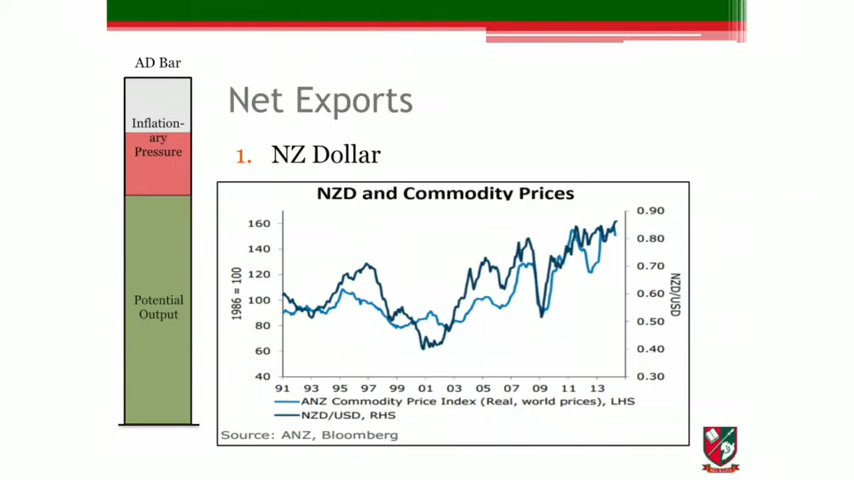 AD Bar
Inflation-
ary
Pressure
Potential
Output
Net Exports
1. NZ Dollar
NZD and Commodity Prices
160
140
120
100
80
60
40
1986 = 100
0.90
0.80
0.70
0.60
0.50
0.40
0.30
NZD/USD
91 93 95 97 99 01 03 05 07 09 11 13
ANZ Commodity Price Index (Real, world prices), LHS
NZD/USD, RHS
Source: ANZ, Bloomberg